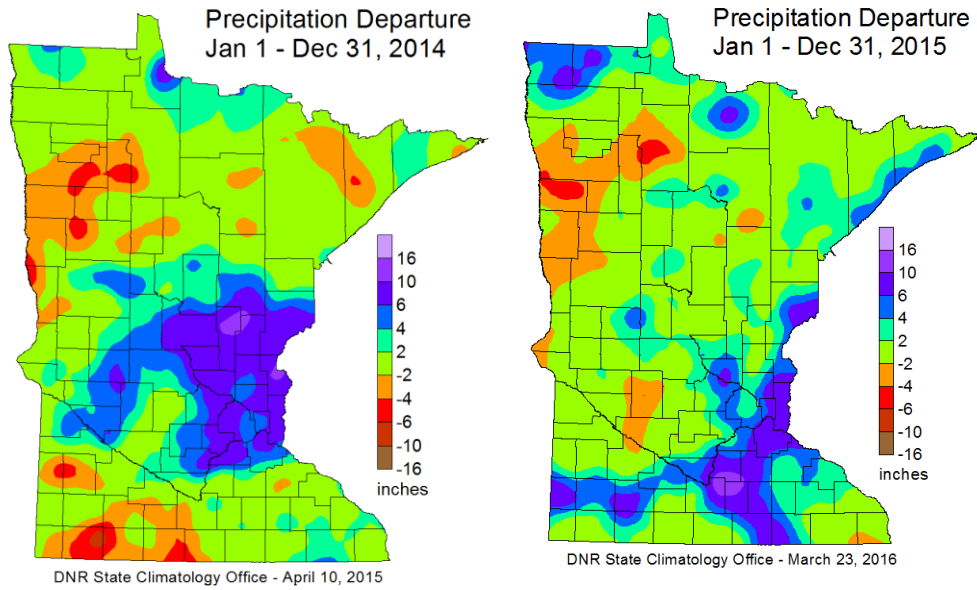 Precipitation Departure
Jan 1 - Dec 31, 2014
16
10
6
4
2
-2
-4
-6
-10
-16
inches
DNR State Climatology Office - April 10, 2015
Precipitation Departure
Jan 1 - Dec 31, 2015
16
10
6
4
2
-2
-4
-6
-10
-16
inches
DNR State Climatology Office - March 23, 2016